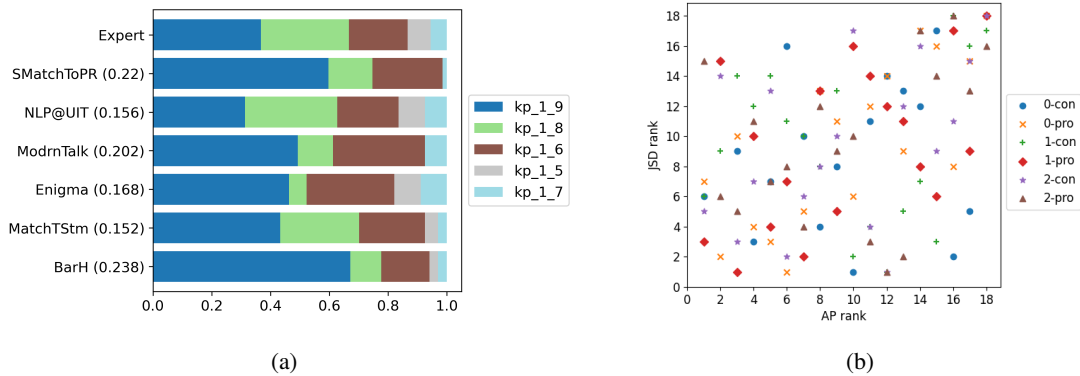 Expert
SMatchToPR (0.22)
NLP@UIT (0.156)
ModrnTalk (0.202)
Enigma (0.168)
MatchTStm (0.152)
BarH (0.238)
0.0 0.2 0.4 0.6 0.8 1.0
kp_1_9
kp_1_8
kp_1_6
kp_1_5
kp_1_7
(a)
JSD rank
18
16
14
12
10
8
6
4
2
0
0 2 4 6 8 10 12 14 16 18
AP rank
0-con
0-pro
1-con
1-pro
2-con
2-pro
(b)